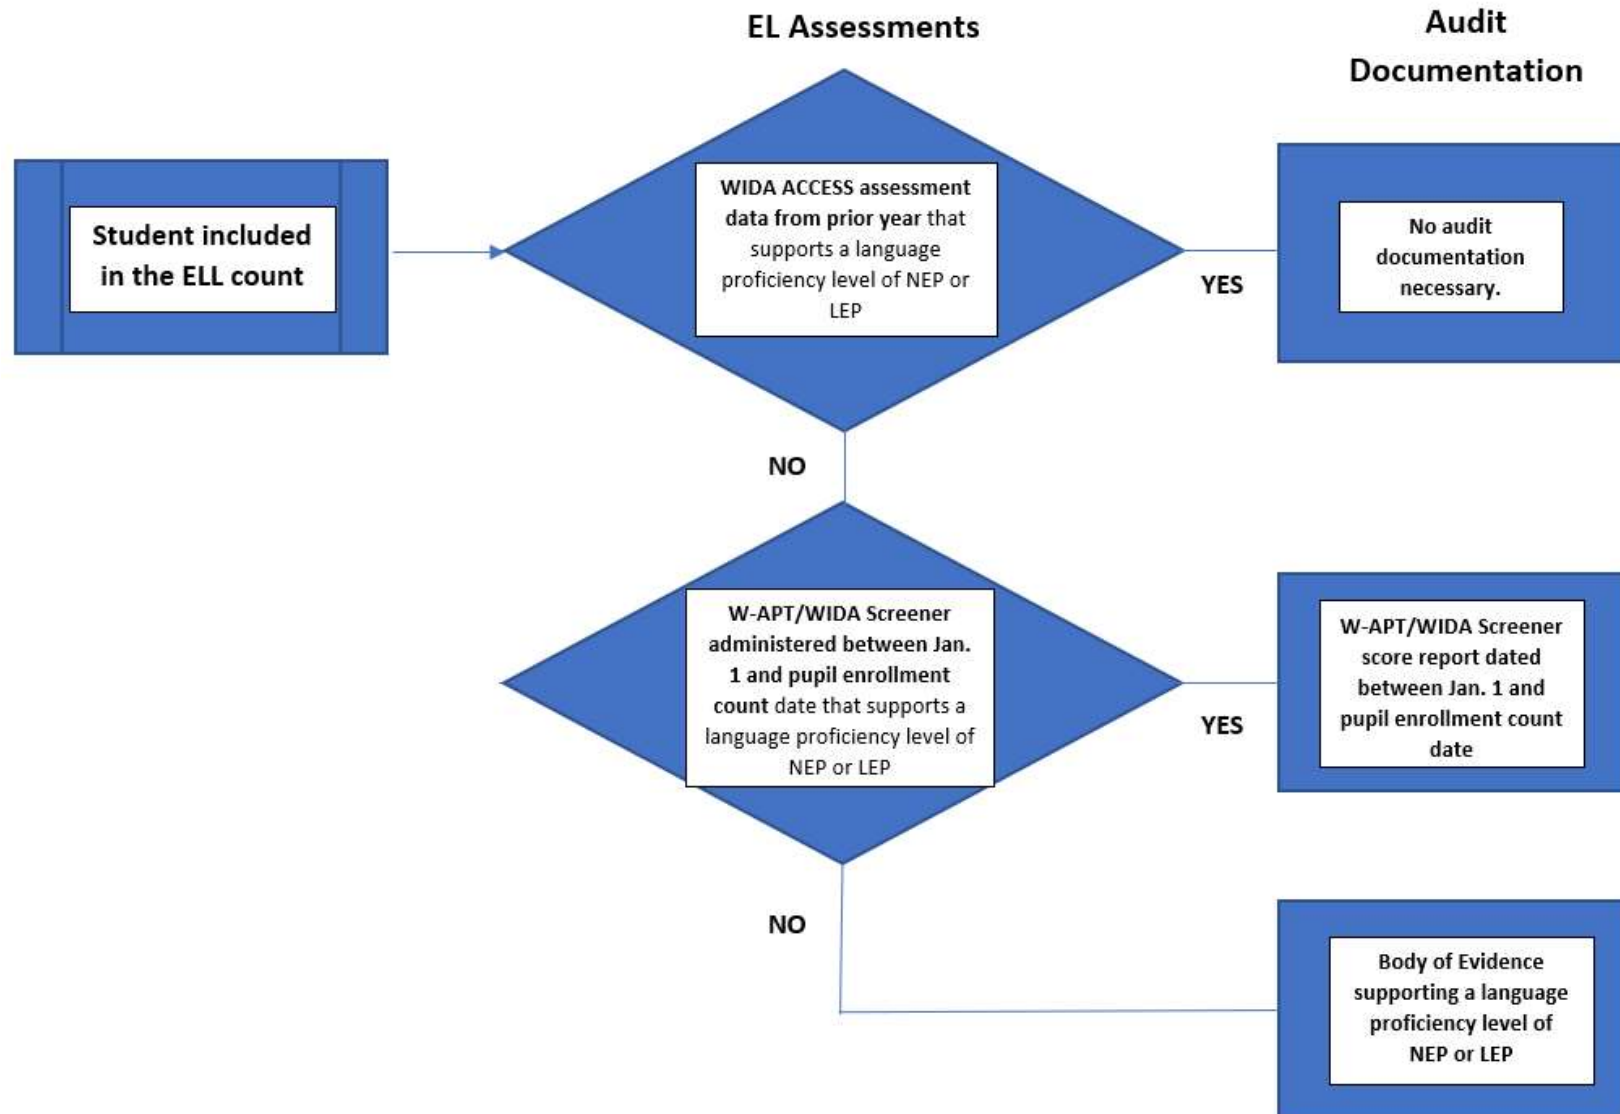 EL Assessments
Audit
Documentation
Student included
in the ELL count
WIDA ACCESS assessment
data from prior year that
supports a language
proficiency level of NEP or
LEP
YES
No audit
documentation
necessary.
NO
W-APT/WIDA Screener
administered between Jan.
1 and pupil enrollment
count date that supports a
language proficiency level of
NEP or LEP
YES
W-APT/WIDA Screener
score report dated
between Jan. 1 and
pupil enrollment count
date
NO
Body of Evidence
supporting a language
proficiency level of
NEP or LEP